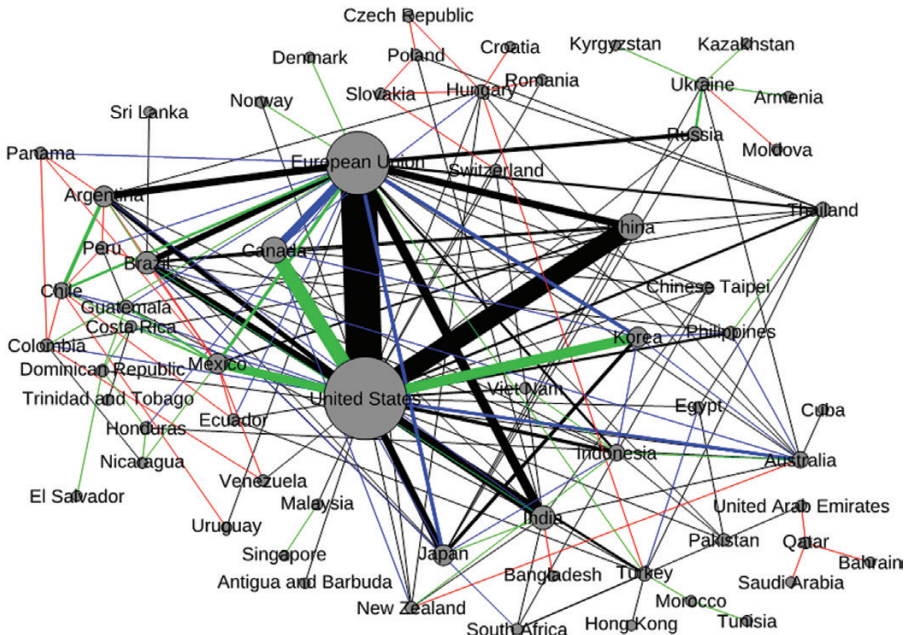 Czech Republic
Denmark
Poland
Croatia
Kyrgyzstan
Kazakhstan
Norway
Slovakia
Hungary
Romania
Ukraine
Armenia
Sri Lanka
Russia
Moldova
Panama
European Union
Switzerland
Argentina
Thailand
Peru
Brazil
Canada
China
Chile
Guatemala
Costa Rica
Chinese Taipei
Colombia
Mexico
Korea
Philippines
Dominican Republic
United States
Viet Nam
Trinidad and Tobago
Egypt
Cuba
Honduras
Ecuador
Nicaragua
Indonesia
Australia
El Salvador
Venezuela
Malaysia
United Arab Emirates
Uruguay
India
Pakistan
Qatar
Singapore
Japan
Bahrain
Antigua and Barbuda
Bangladesh
Turkey
Saudi Arabia
New Zealand
Morocco
South Africa
Hong Kong
Tunisia